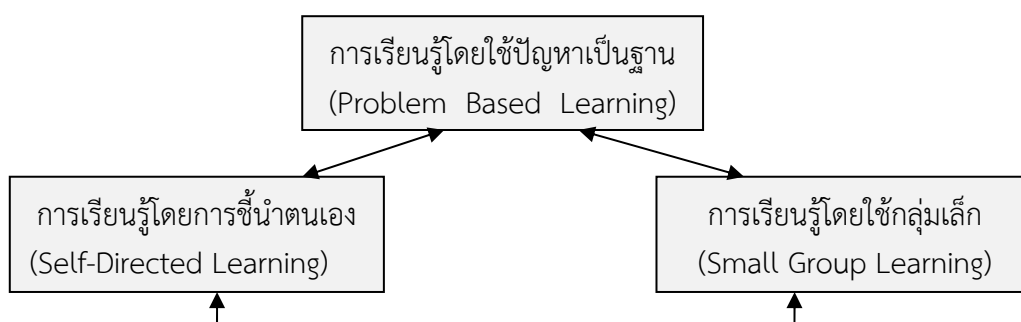 การเรียนรู้โดยใช้ปัญหาเป็นฐาน
(Problem Based Learning)
การเรียนรู้โดยการชี้นำตนเอง
(Self-Directed Learning)
การเรียนรู้โดยใช้กลุ่มเล็ก
(Small Group Learning)